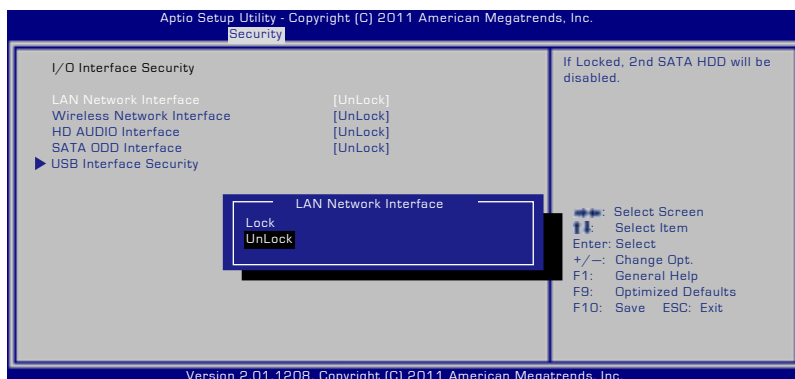 Aptio Setup Utility - Copyright (C) 2011 American Megatrends, Inc.
Security
I/O Interface Security
LAN Network Interface [UnLock]
Wireless Network Interface [UnLock]
HD AUDIO Interface [UnLock]
SATA ODD Interface [UnLock]
USB Interface Security
LAN Network Interface
Lock
UnLock
If Locked, 2nd SATA HDD will be
disabled.
: Select Screen
: Select Item
Enter: Select
+/—: Change Opt.
F1: General Help
F9: Optimized Defaults
F10: Save ESC: Exit
Version 2.01.1208. Copyright (C) 2011 American Megatrends, Inc.